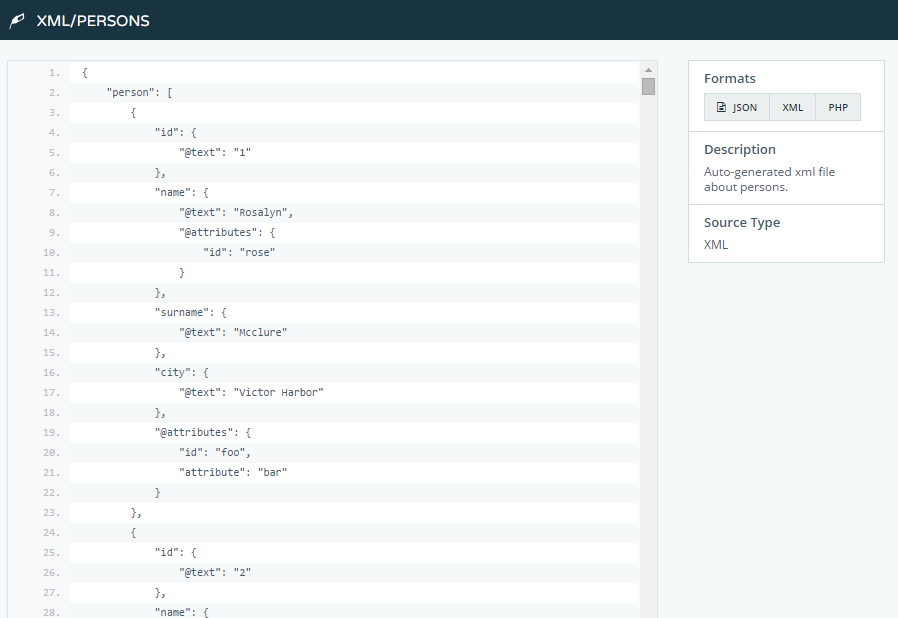 XML/PERSONS
1. {
2. "person": [
3. {
4. "id": {
5. "@text": "1"
6. },
7. "name": {
8. "@text": "Rosalyn",
9. "@attributes": {
10. "id": "rose"
11. }
12. },
13. "surname": {
14. "@text": "Mcclure"
15. },
16. "city": {
17. "@text": "Victor Harbor"
18. },
19. "@attributes": {
20. "id": "foo",
21. "attribute": "bar"
22. }
23. },
24. {
25. "id": {
26. "@text": "2"
27. },
28. "name": {
Formats
JSON XML PHP
Description
Auto-generated xml file
about persons.
Source Type
XML